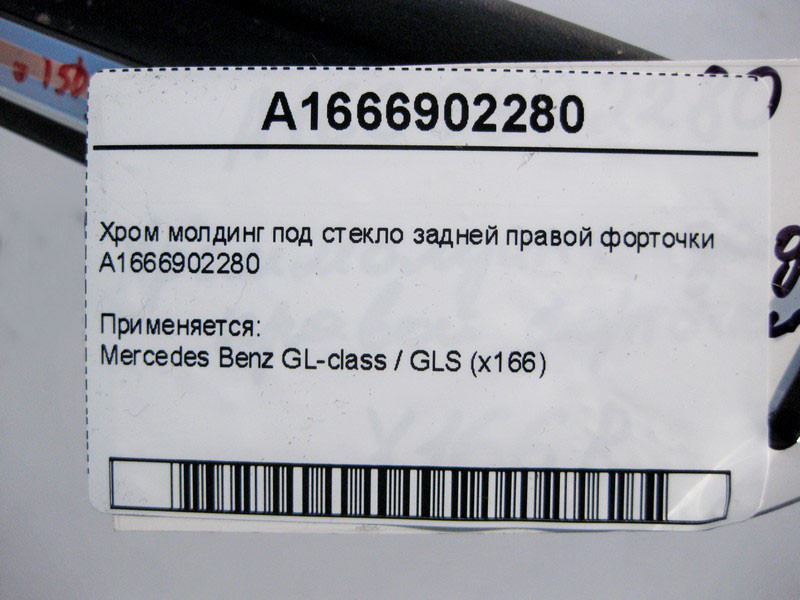 A1666902280
Хром молдинг под стекло задней правой форточки
A1666902280
Применяется:
Mercedes Benz GL-class / GLS (x166)